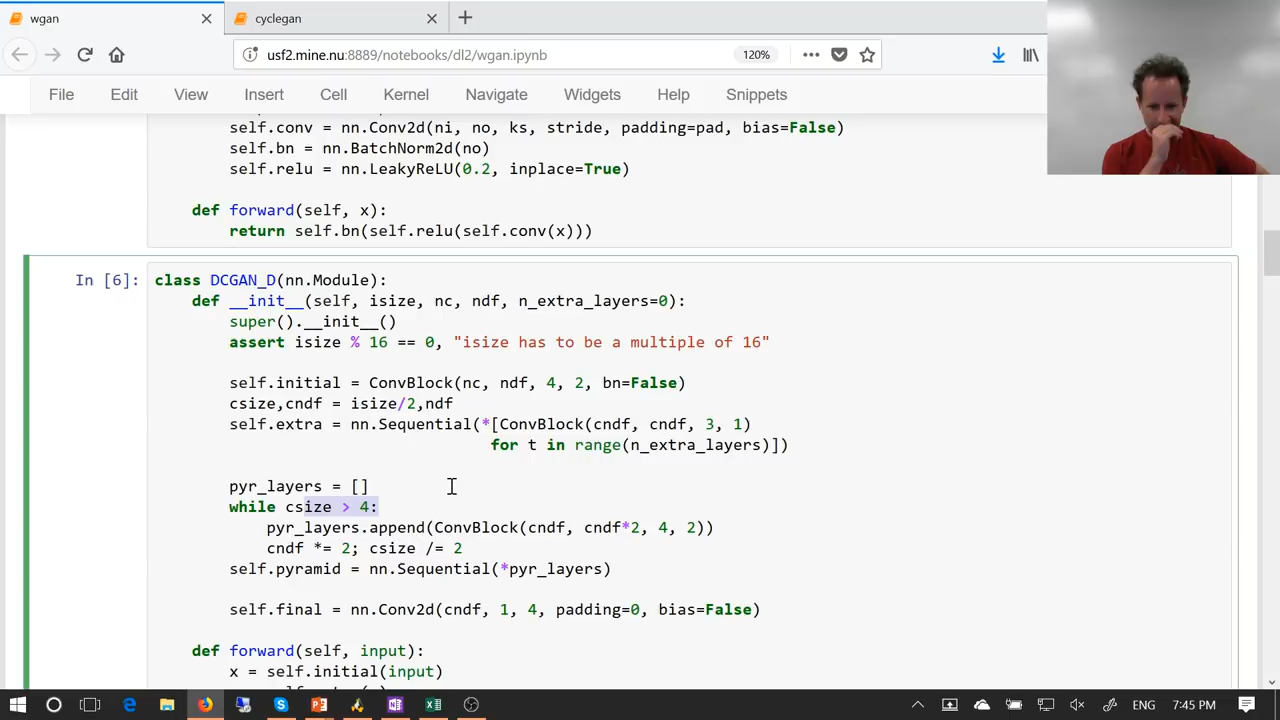 wgan
cyclegan
usf2.mine.nu:8889/notebooks/dl2/wgan.ipynb
120%
File Edit View Insert Cell Kernel Navigate Widgets Help Snippets
self.conv = nn.Conv2d(ni, no, ks, stride, padding=pad, bias=False)
self.bn = nn.BatchNorm2d(no)
self.relu = nn.LeakyReLU(0.2, inplace=True)
def forward(self, x):
return self.bn(self.relu(self.conv(x)))
In [6]:
class DCGAN_D(nn.Module):
def __init__(self, isize, nc, ndf, n_extra_layers=0):
super().__init__()
assert isize % 16 == 0, "isize has to be a multiple of 16"
self.initial = ConvBlock(nc, ndf, 4, 2, bn=False)
csize,cndf = isize/2,ndf
self.extra = nn.Sequential(*[ConvBlock(cndf, cndf, 3, 1)
for t in range(n_extra_layers)])
pyr_layers = []
while csize > 4:
pyr_layers.append(ConvBlock(cndf, cndf*2, 4, 2))
cndf *= 2; csize /= 2
self.pyramid = nn.Sequential(*pyr_layers)
self.final = nn.Conv2d(cndf, 1, 4, padding=0, bias=False)
def forward(self, input):
x = self.initial(input)
ENG
7:45 PM